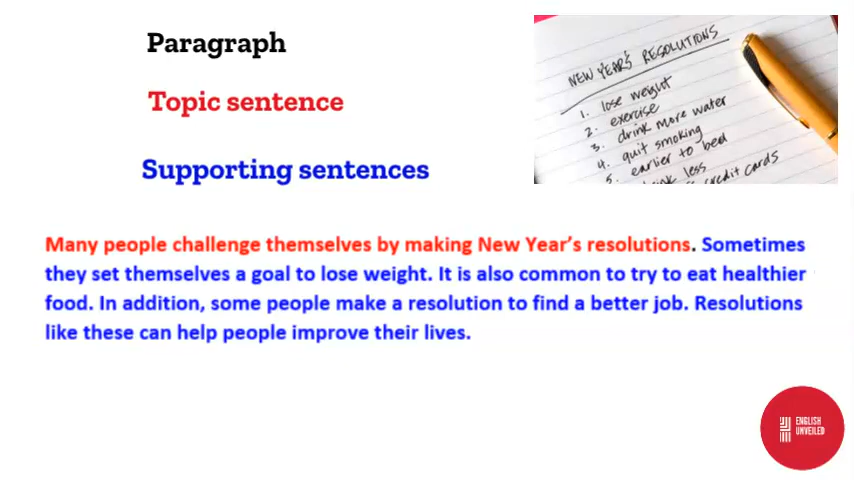 Paragraph
Topic sentence
Supporting sentences
NEW YEAR'S RESOLUTIONS
1. lose weight
2. exercise
3. drink more water
4. quit smoking
5. earlier to bed
less
credit cards
Many people challenge themselves by making New Year's resolutions. Sometimes
they set themselves a goal to lose weight. It is also common to try to eat healthier
food. In addition, some people make a resolution to find a better job. Resolutions
like these can help people improve their lives.
ENGLISH
UNVEILED